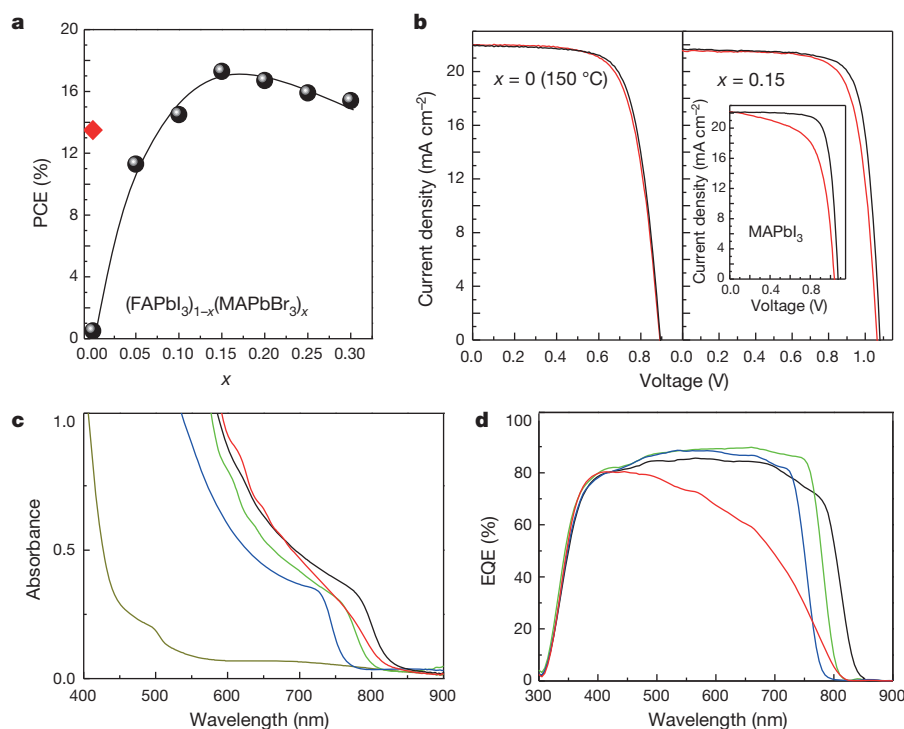 a
PCE (%)
20
16
12
8
4
0
(FAPbI3)1–x(MAPbBr3)x
0.00 0.05 0.10 0.15 0.20 0.25 0.30
x
b
Current density (mA cm–2)
20
16
12
8
4
0
x = 0 (150 °C)
0.0 0.2 0.4 0.6 0.8
x = 0.15
Current density (mA cm–2)
20
16
12
8
4
0
MAPbI3
0.0 0.4 0.8
Voltage (V)
0.0 0.2 0.4 0.6 0.8 1.0
Voltage (V)
c
Absorbance
1.0
0.5
0
400 500 600 700 800 900
Wavelength (nm)
d
EQE (%)
100
80
60
40
20
0
300 400 500 600 700 800 900
Wavelength (nm)